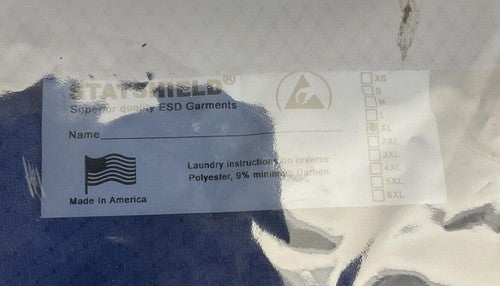 STATSHIELD®
Superior quality ESD Garments
Name
Laundry instructions on reverse
Polyester, 9% minimum Carbon
Made in America
XS
S
M
L
XL
2XL
3XL
4XL
5XL
6XL